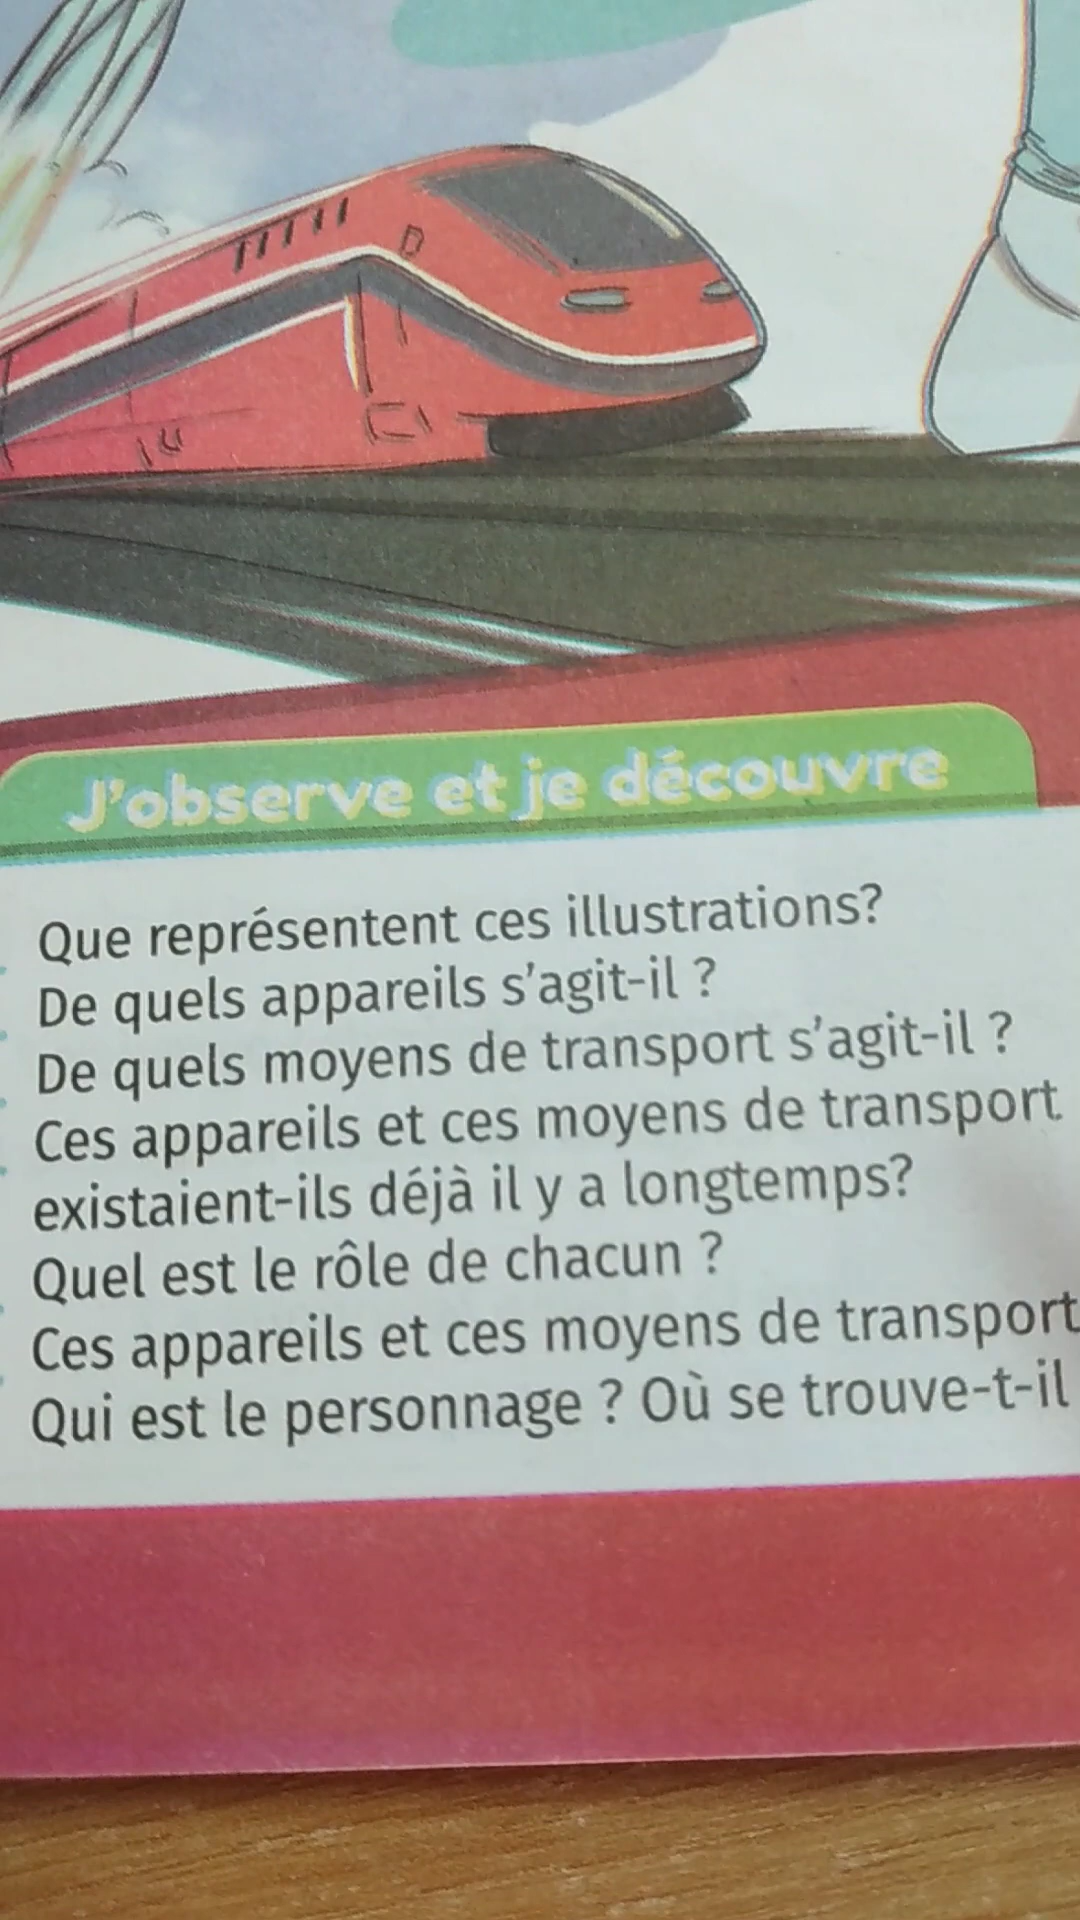 J'observe et je découvre
Que représentent ces illustrations?
De quels appareils s'agit-il ?
De quels moyens de transport s'agit-il ?
Ces appareils et ces moyens de transport
existaient-ils déjà il y a longtemps?
Quel est le rôle de chacun ?
Ces appareils et ces moyens de transport
Qui est le personnage ? Où se trouve-t-il